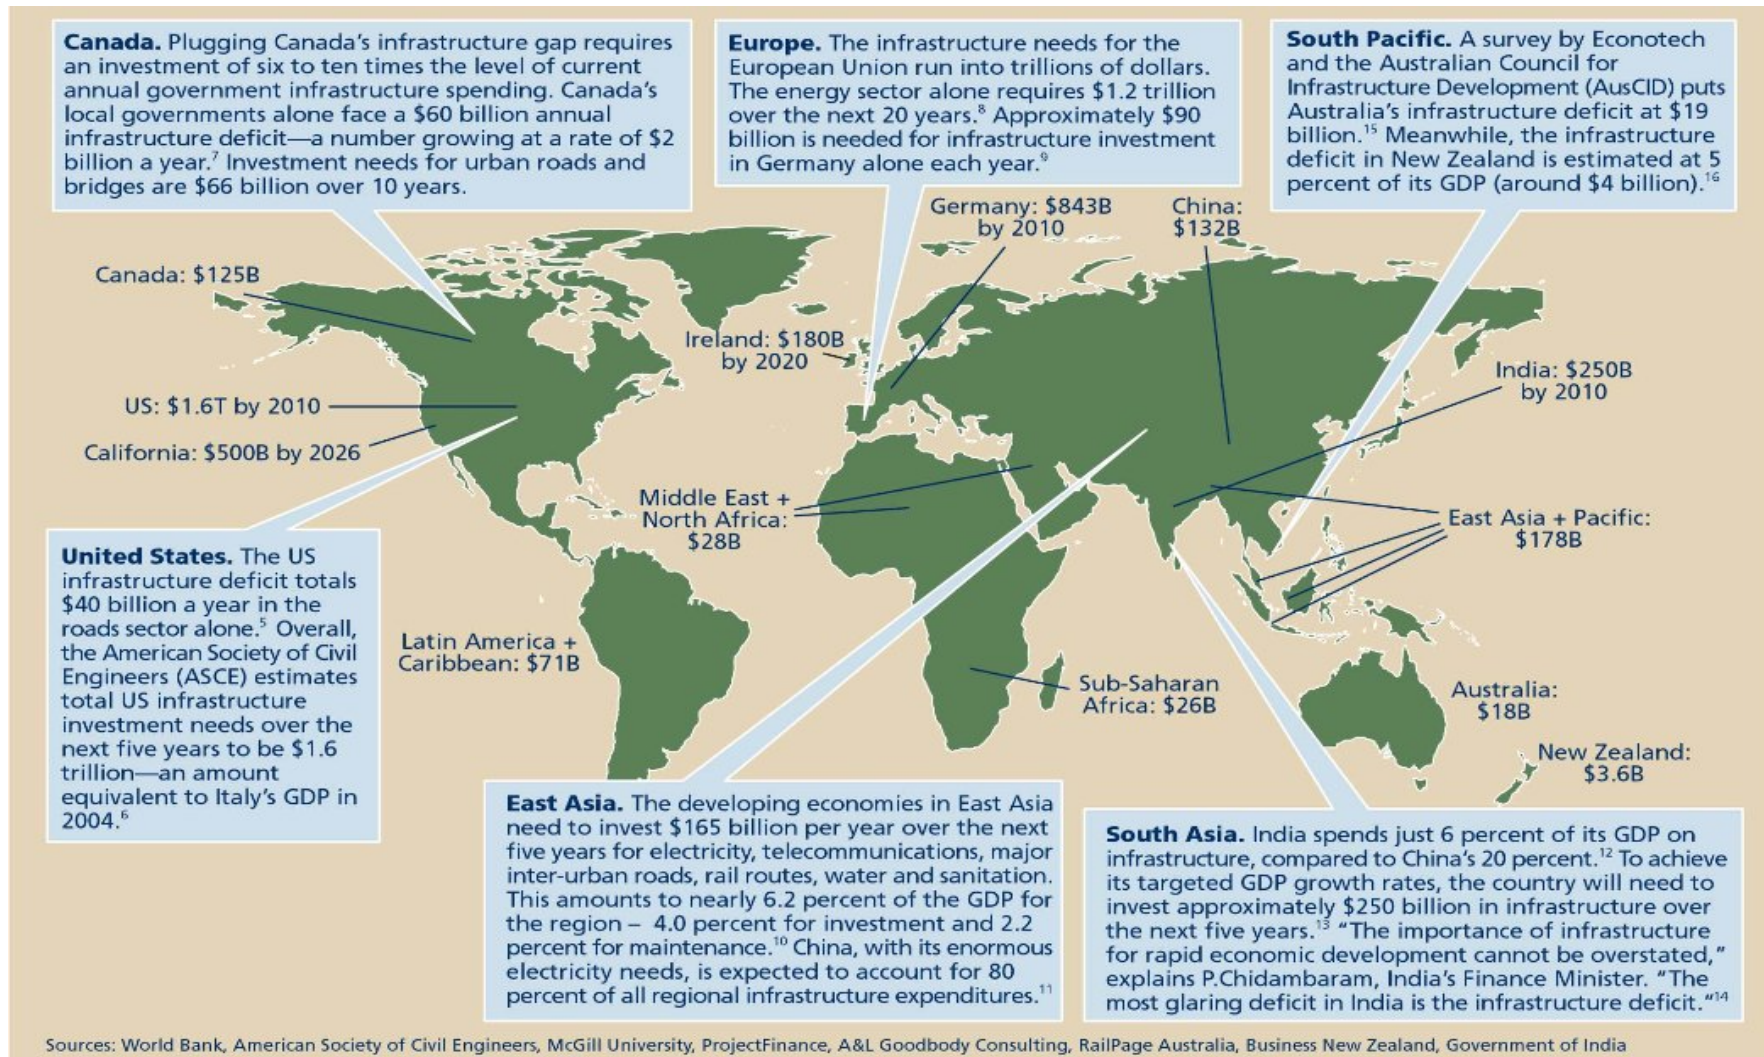 Canada. Plugging Canada’s infrastructure gap requires
an investment of six to ten times the level of current
annual government infrastructure spending. Canada’s
local governments alone face a $60 billion annual
infrastructure deficit—a number growing at a rate of $2
billion a year.⁷ Investment needs for urban roads and
bridges are $66 billion over 10 years.
Europe. The infrastructure needs for the
European Union run into trillions of dollars.
The energy sector alone requires $1.2 trillion
over the next 20 years.⁸ Approximately $90
billion is needed for infrastructure investment
in Germany alone each year.⁹
South Pacific. A survey by Econotech
and the Australian Council for
Infrastructure Development (AusCID) puts
Australia’s infrastructure deficit at $19
billion.¹⁵ Meanwhile, the infrastructure
deficit in New Zealand is estimated at 5
percent of its GDP (around $4 billion).¹⁶
Germany: $843B
by 2010
China:
$132B
Canada: $125B
Ireland: $180B
by 2020
India: $250B
by 2010
US: $1.6T by 2010
California: $500B by 2026
Middle East +
North Africa:
$28B
East Asia + Pacific:
$178B
United States. The US
infrastructure deficit totals
$40 billion a year in the
roads sector alone.⁵ Overall,
the American Society of Civil
Engineers (ASCE) estimates
total US infrastructure
investment needs over the
next five years to be $1.6
trillion—an amount
equivalent to Italy’s GDP in
2004.⁶
Latin America +
Caribbean: $71B
Sub-Saharan
Africa: $26B
Australia:
$18B
New Zealand:
$3.6B
East Asia. The developing economies in East Asia
need to invest $165 billion per year over the next
five years for electricity, telecommunications, major
inter-urban roads, rail routes, water and sanitation.
This amounts to nearly 6.2 percent of the GDP for
the region – 4.0 percent for investment and 2.2
percent for maintenance.¹⁰ China, with its enormous
electricity needs, is expected to account for 80
percent of all regional infrastructure expenditures.¹¹
South Asia. India spends just 6 percent of its GDP on
infrastructure, compared to China’s 20 percent.¹² To achieve
its targeted GDP growth rates, the country will need to
invest approximately $250 billion in infrastructure over
the next five years.¹³ “The importance of infrastructure
for rapid economic development cannot be overstated,”
explains P.Chidambaram, India’s Finance Minister. “The
most glaring deficit in India is the infrastructure deficit.”¹⁴
Sources: World Bank, American Society of Civil Engineers, McGill University, ProjectFinance, A&L Goodbody Consulting, RailPage Australia, Business New Zealand, Government of India